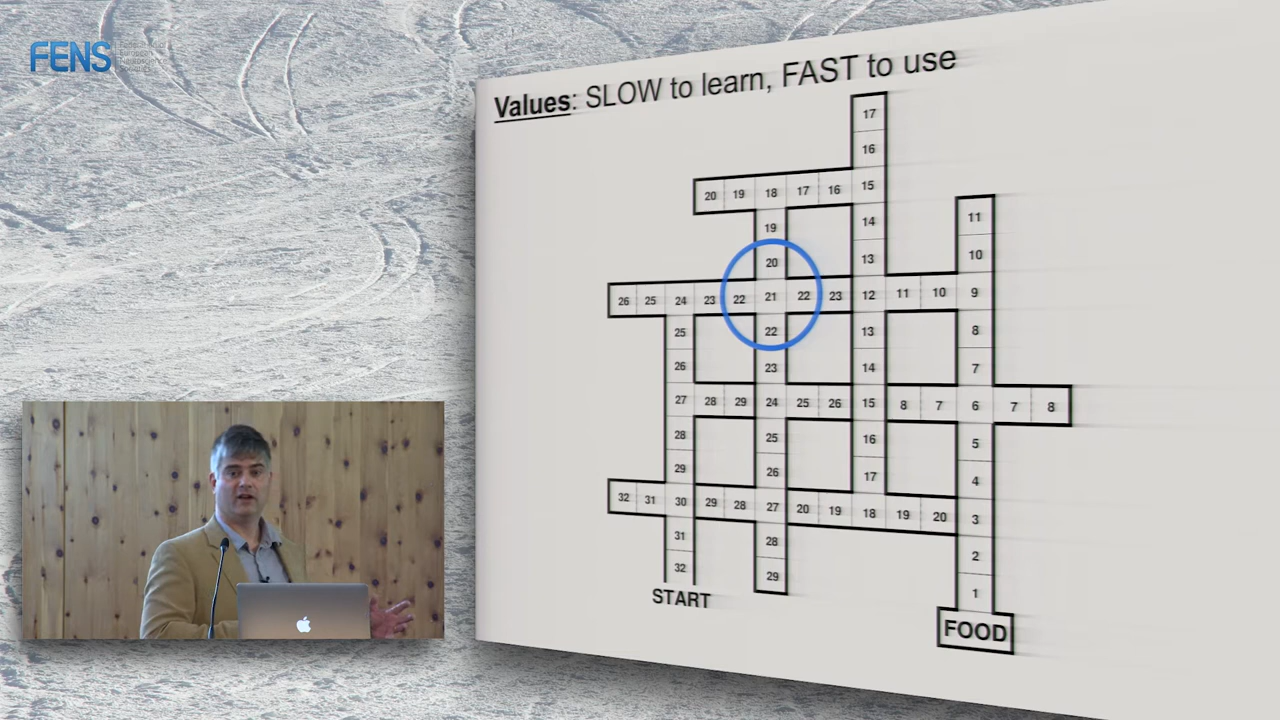 FENS
Values: SLOW to learn, FAST to use
17
16
20 19 18 17 16 15
19 14 11
20 13 10
26 25 24 23 22 21 22 23 12 11 10 9
25 22 13 8
26 23 14 7
27 28 29 24 25 26 15 8 7 6 7 8
28 25 16 5
29 26 17 4
32 31 30 29 28 27 20 19 18 19 20 3
31 28 2
32 29 1
START
FOOD